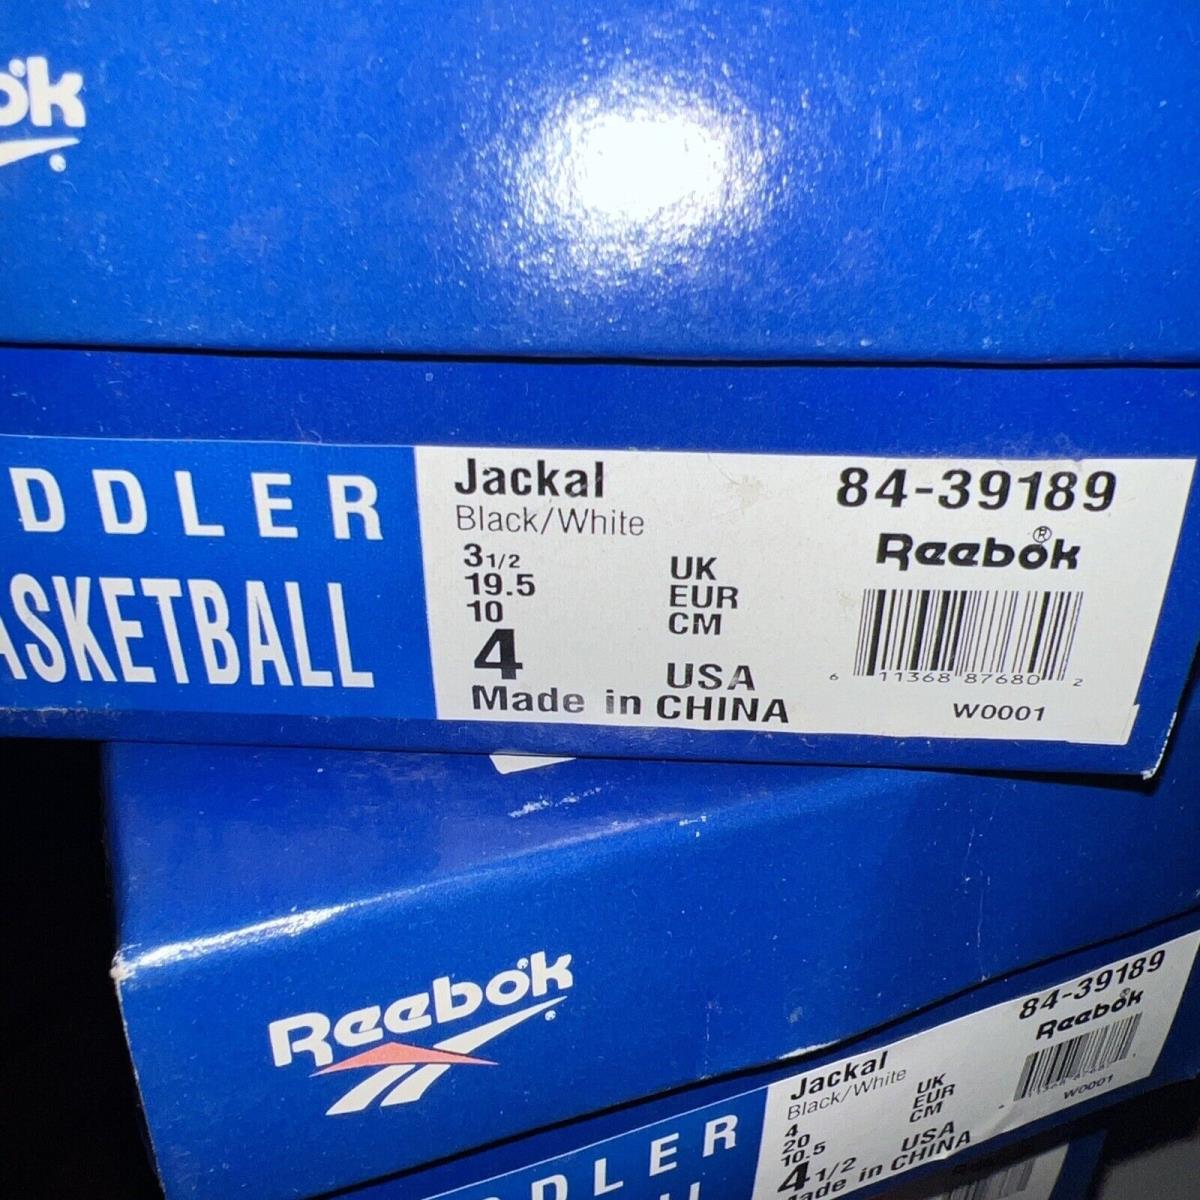 ok
DDLER
ASKETBALL
Jackal
Black/White
3 1/2 UK
19.5 EUR
10 CM
4 USA
Made in CHINA
84-39189
Reebok®
6 11368 87680 2
W0001
Reebok
DLER
Jackal
Black/White
4 UK
20 EUR
10.5 CM
4 1/2 USA
Made in CHINA
84-39189
Reebok
W0001